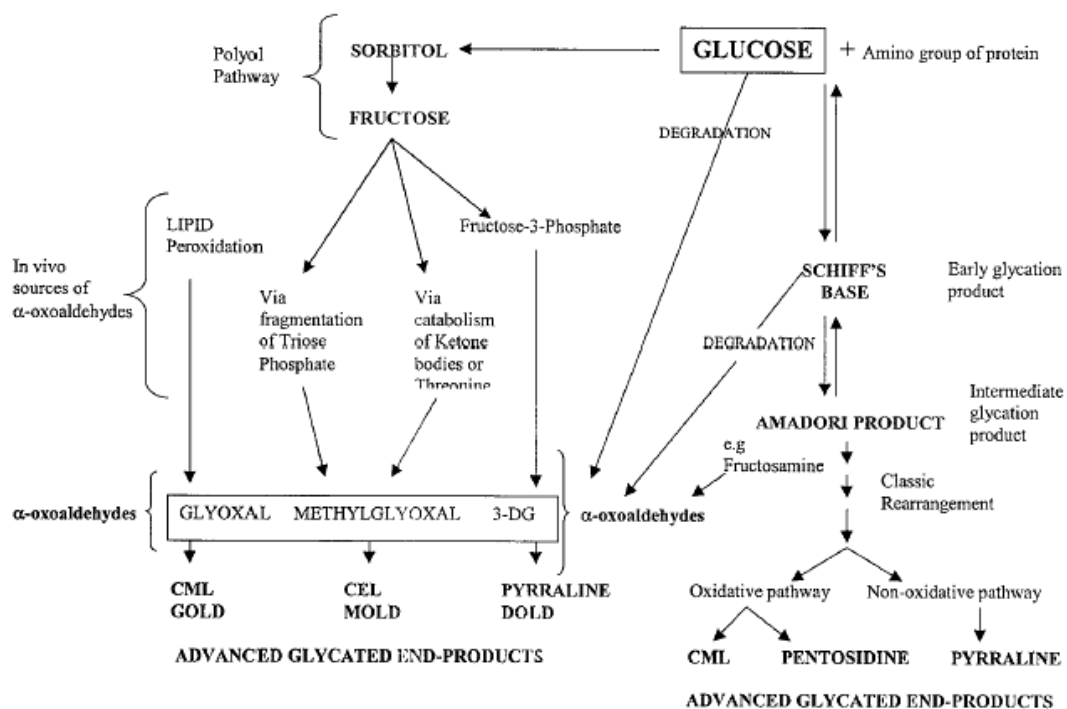 Polyol
Pathway
SORBITOL
GLUCOSE
+ Amino group of protein
FRUCTOSE
DEGRADATION
LIPID
Peroxidation
Fructose-3-Phosphate
In vivo
sources of
α-oxoaldehydes
Via
fragmentation
of Triose
Phosphate
Via
catabolism
of Ketone
bodies or
Threonine
SCHIFF'S
BASE
Early glycation
product
DEGRADATION
AMADORI PRODUCT
Intermediate
glycation
product
e.g
Fructosamine
Classic
Rearrangement
α-oxoaldehydes
GLYOXAL METHYLGLYOXAL 3-DG
α-oxoaldehydes
CML
GOLD
CEL
MOLD
PYRRALINE
DOLD
ADVANCED GLYCATED END-PRODUCTS
Oxidative pathway
Non-oxidative pathway
CML
PENTOSIDINE
PYRRALINE
ADVANCED GLYCATED END-PRODUCTS